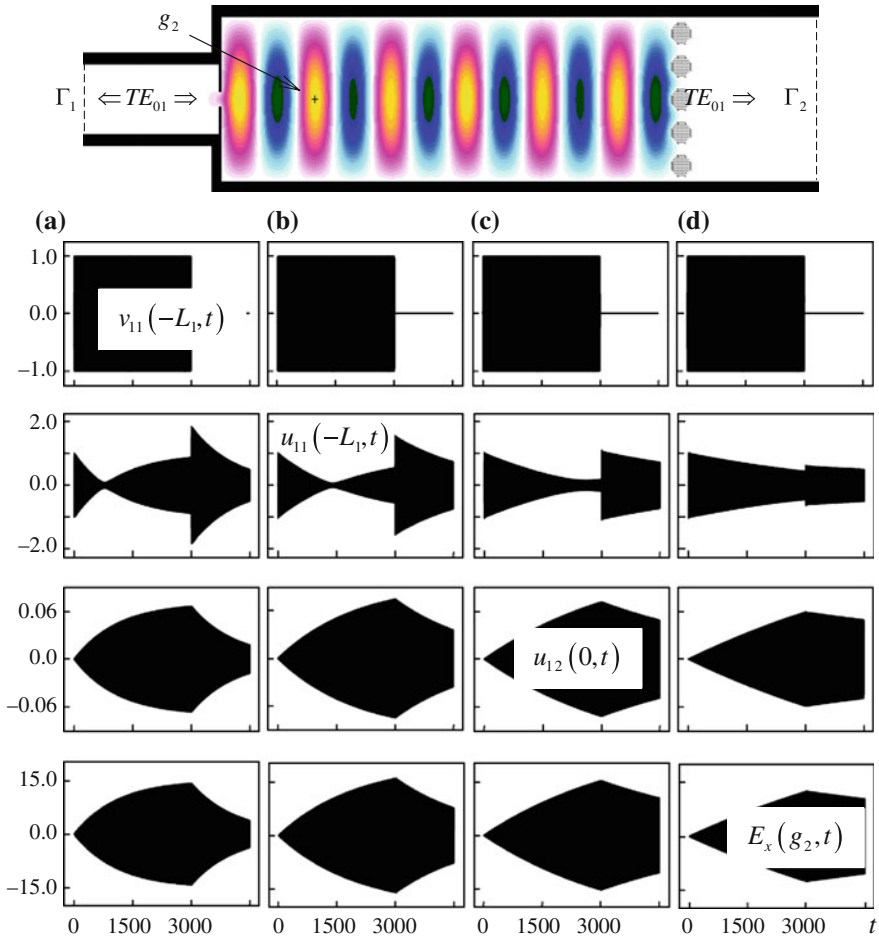 g₂
Γ₁ ⇐ TE₀₁ ⇒ TE₀₁ ⇒ Γ₂
(a) (b) (c) (d)
1.0
0.0
−1.0
v₁₁(−L₁,t)
2.0
0.0
−2.0
u₁₁(−L₁,t)
0.06
0.0
−0.06
u₁₂(0,t)
15.0
0.0
−15.0
Eₓ(g₂,t)
0 1500 3000 0 1500 3000 0 1500 3000 0 1500 3000 t